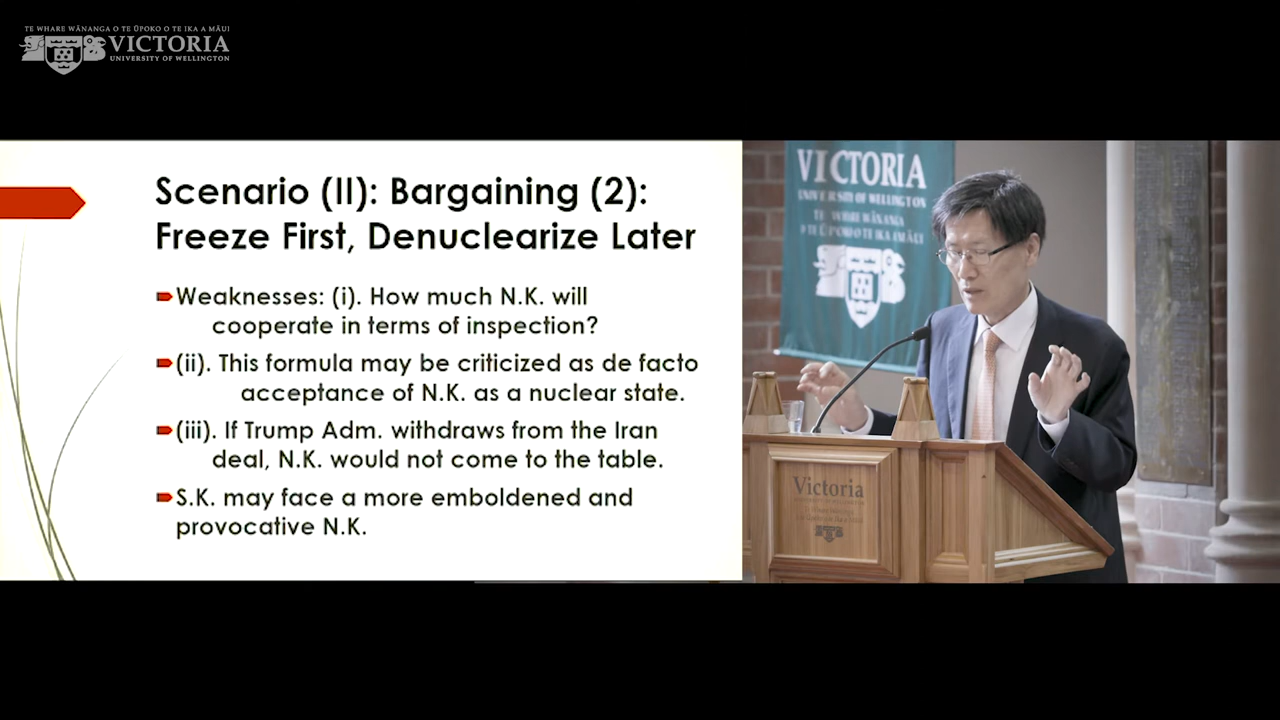 TE WHARE WĀNANGA O TE ŪPOKO O TE IKA A MĀUI
VICTORIA
UNIVERSITY OF WELLINGTON
Scenario (II): Bargaining (2):
Freeze First, Denuclearize Later
Weaknesses: (i). How much N.K. will
cooperate in terms of inspection?
(ii). This formula may be criticized as de facto
acceptance of N.K. as a nuclear state.
(iii). If Trump Adm. withdraws from the Iran
deal, N.K. would not come to the table.
S.K. may face a more emboldened and
provocative N.K.
VICTORIA
UNIVERSITY OF WELLINGTON
TE WHARE WĀNANGA
O TE ŪPOKO O TE IKA A MĀUI
Victoria
UNIVERSITY OF WELLINGTON